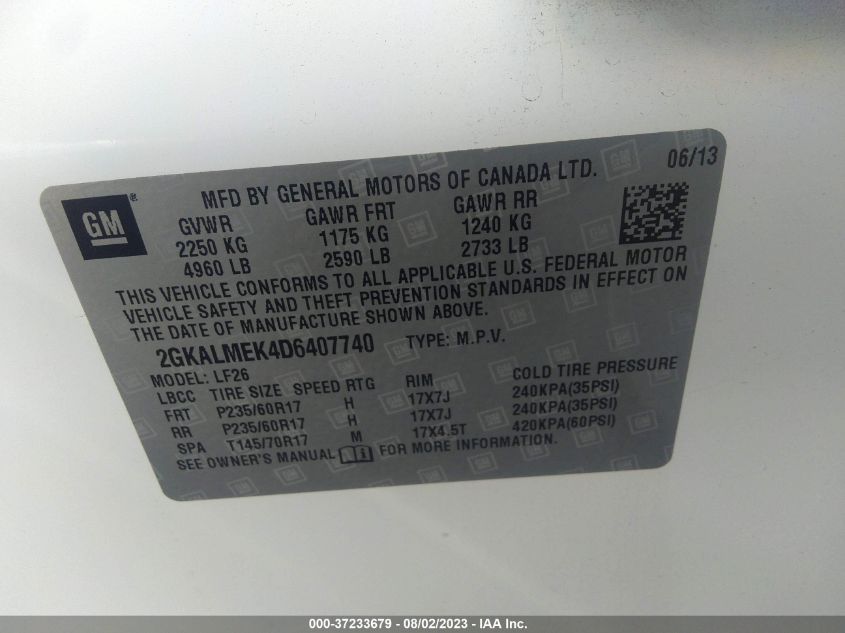 GM
MFD BY GENERAL MOTORS OF CANADA LTD.
06/13
GVWR GAWR FRT GAWR RR
2250 KG 1175 KG 1240 KG
4960 LB 2590 LB 2733 LB
THIS VEHICLE CONFORMS TO ALL APPLICABLE U.S. FEDERAL MOTOR
VEHICLE SAFETY AND THEFT PREVENTION STANDARDS IN EFFECT ON
THE DATE OF MANUFACTURE SHOWN ABOVE.
2GKALMEK4D6407740 TYPE: M.P.V.
MODEL: LF26
LBCC TIRE SIZE SPEED RTG RIM COLD TIRE PRESSURE
FRT P235/60R17 H 17X7J 240KPA(35PSI)
RR P235/60R17 H 17X7J 240KPA(35PSI)
SPA T145/70R17 M 17X4.5T 420KPA(60PSI)
SEE OWNER'S MANUAL FOR MORE INFORMATION.
000-37233679 - 08/02/2023 - IAA Inc.